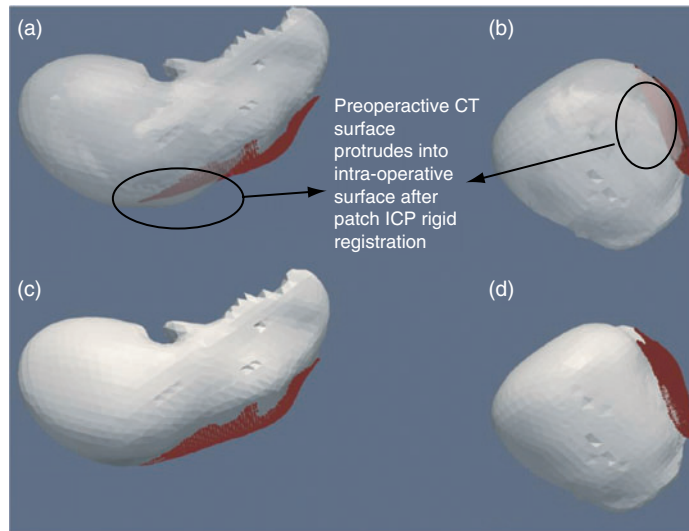 (a)
(b)
Preoperactive CT
surface
protrudes into
intra-operative
surface after
patch ICP rigid
registration
(c)
(d)